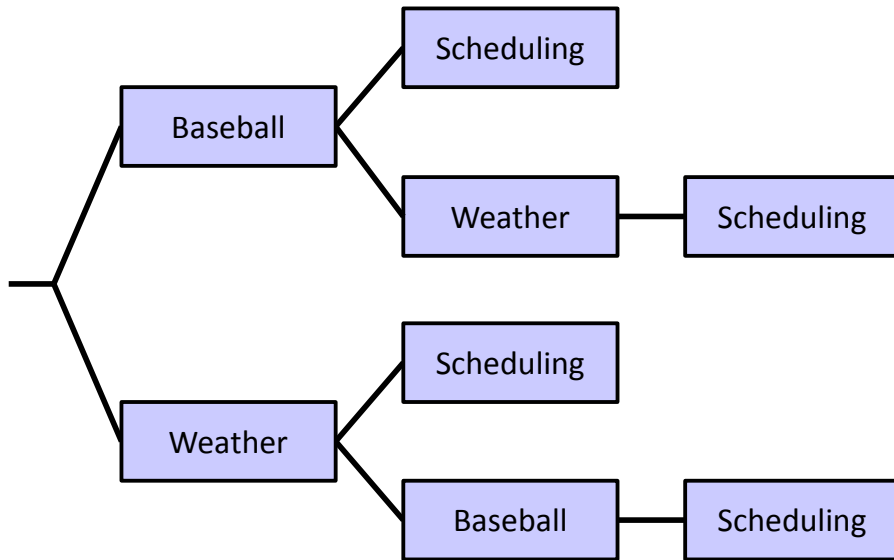 Scheduling
Baseball
Weather
Scheduling
Scheduling
Weather
Baseball
Scheduling